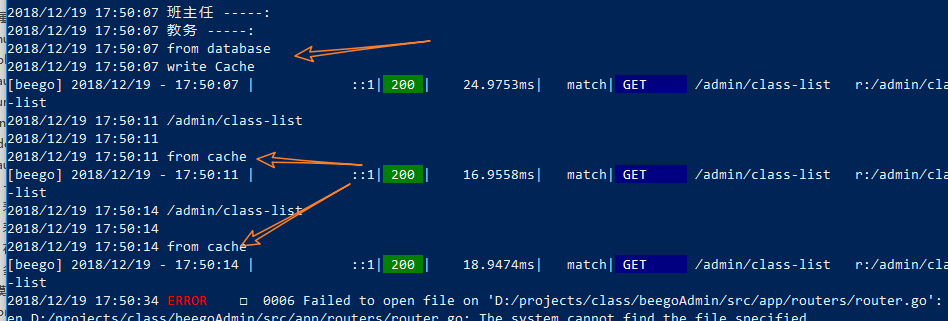 2018/12/19 17:50:07 班主任 -----:
2018/12/19 17:50:07 教务 -----:
2018/12/19 17:50:07 from database
2018/12/19 17:50:07 write Cache
[beego] 2018/12/19 - 17:50:07 | ::1| 200 | 24.9753ms| match| GET /admin/class-list r:/admin/cla
-list
2018/12/19 17:50:11 /admin/class-list
2018/12/19 17:50:11
2018/12/19 17:50:11 from cache
[beego] 2018/12/19 - 17:50:11 | ::1| 200 | 16.9558ms| match| GET /admin/class-list r:/admin/cla
-list
2018/12/19 17:50:14 /admin/class-list
2018/12/19 17:50:14
2018/12/19 17:50:14 from cache
[beego] 2018/12/19 - 17:50:14 | ::1| 200 | 18.9474ms| match| GET /admin/class-list r:/admin/cla
-list
2018/12/19 17:50:34 ERROR 0006 Failed to open file on 'D:/projects/class/beegoAdmin/src/app/routers/router.go':
en D:/projects/class/beegoAdmin/src/app/routers/router.go: The system cannot find the file specified